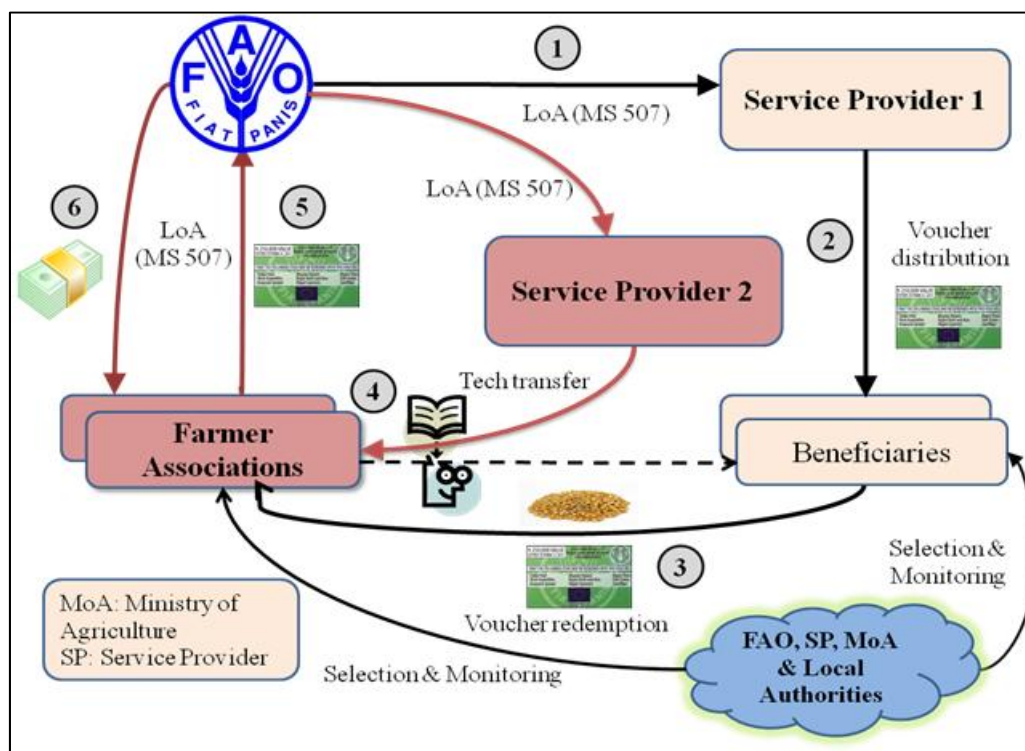 F A O
FIAT PANIS
1
LoA (MS 507)
Service Provider 1
LoA (MS 507)
6
LoA
(MS 507)
5
2
Voucher
distribution
Service Provider 2
Tech transfer
4
Farmer
Associations
Beneficiaries
3
Selection &
Monitoring
MoA: Ministry of
Agriculture
SP: Service Provider
Voucher redemption
FAO, SP, MoA
& Local
Authorities
Selection & Monitoring